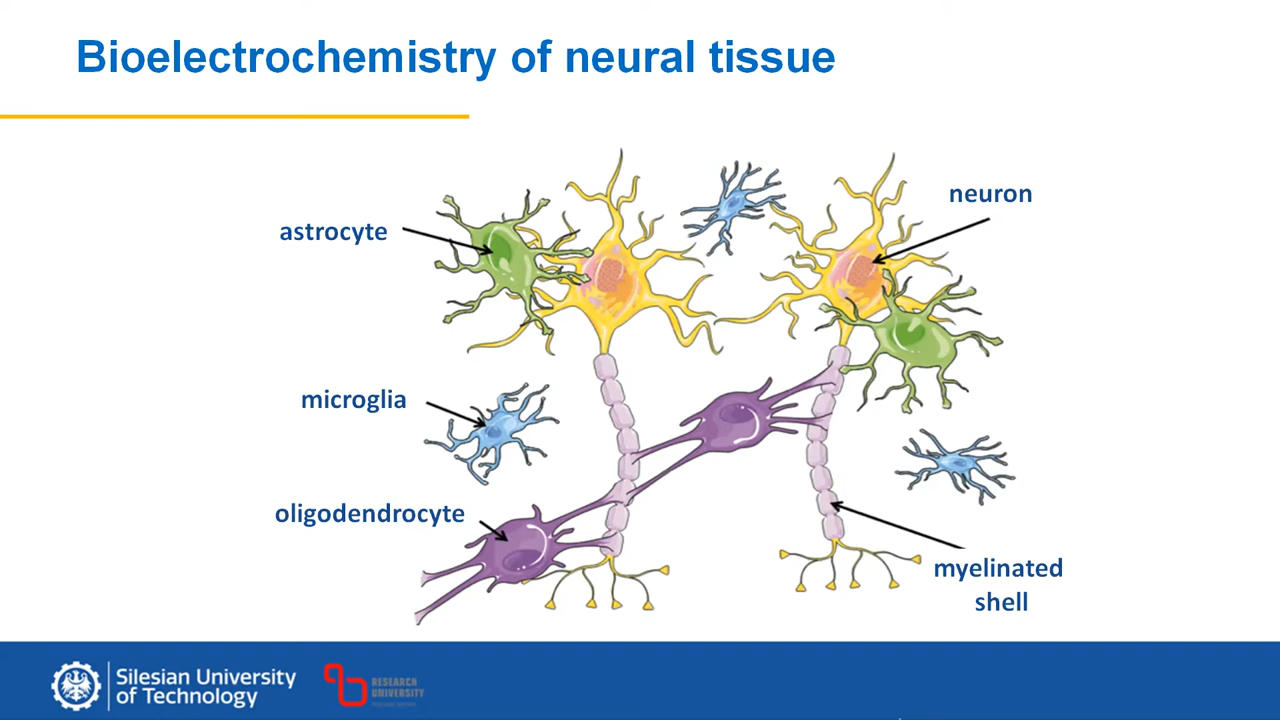 Bioelectrochemistry of neural tissue
neuron
astrocyte
microglia
oligodendrocyte
myelinated
shell
Silesian University
of Technology
RESEARCH
UNIVERSITY